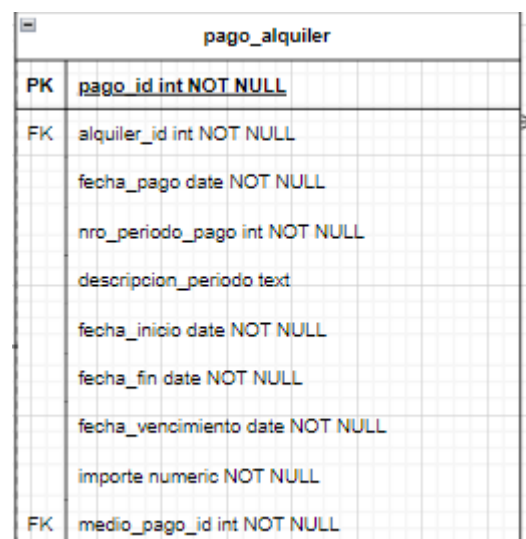 pago_alquiler
PK pago_id int NOT NULL
FK alquiler_id int NOT NULL
fecha_pago date NOT NULL
nro_periodo_pago int NOT NULL
descripcion_periodo text
fecha_inicio date NOT NULL
fecha_fin date NOT NULL
fecha_vencimiento date NOT NULL
importe numeric NOT NULL
FK medio_pago_id int NOT NULL